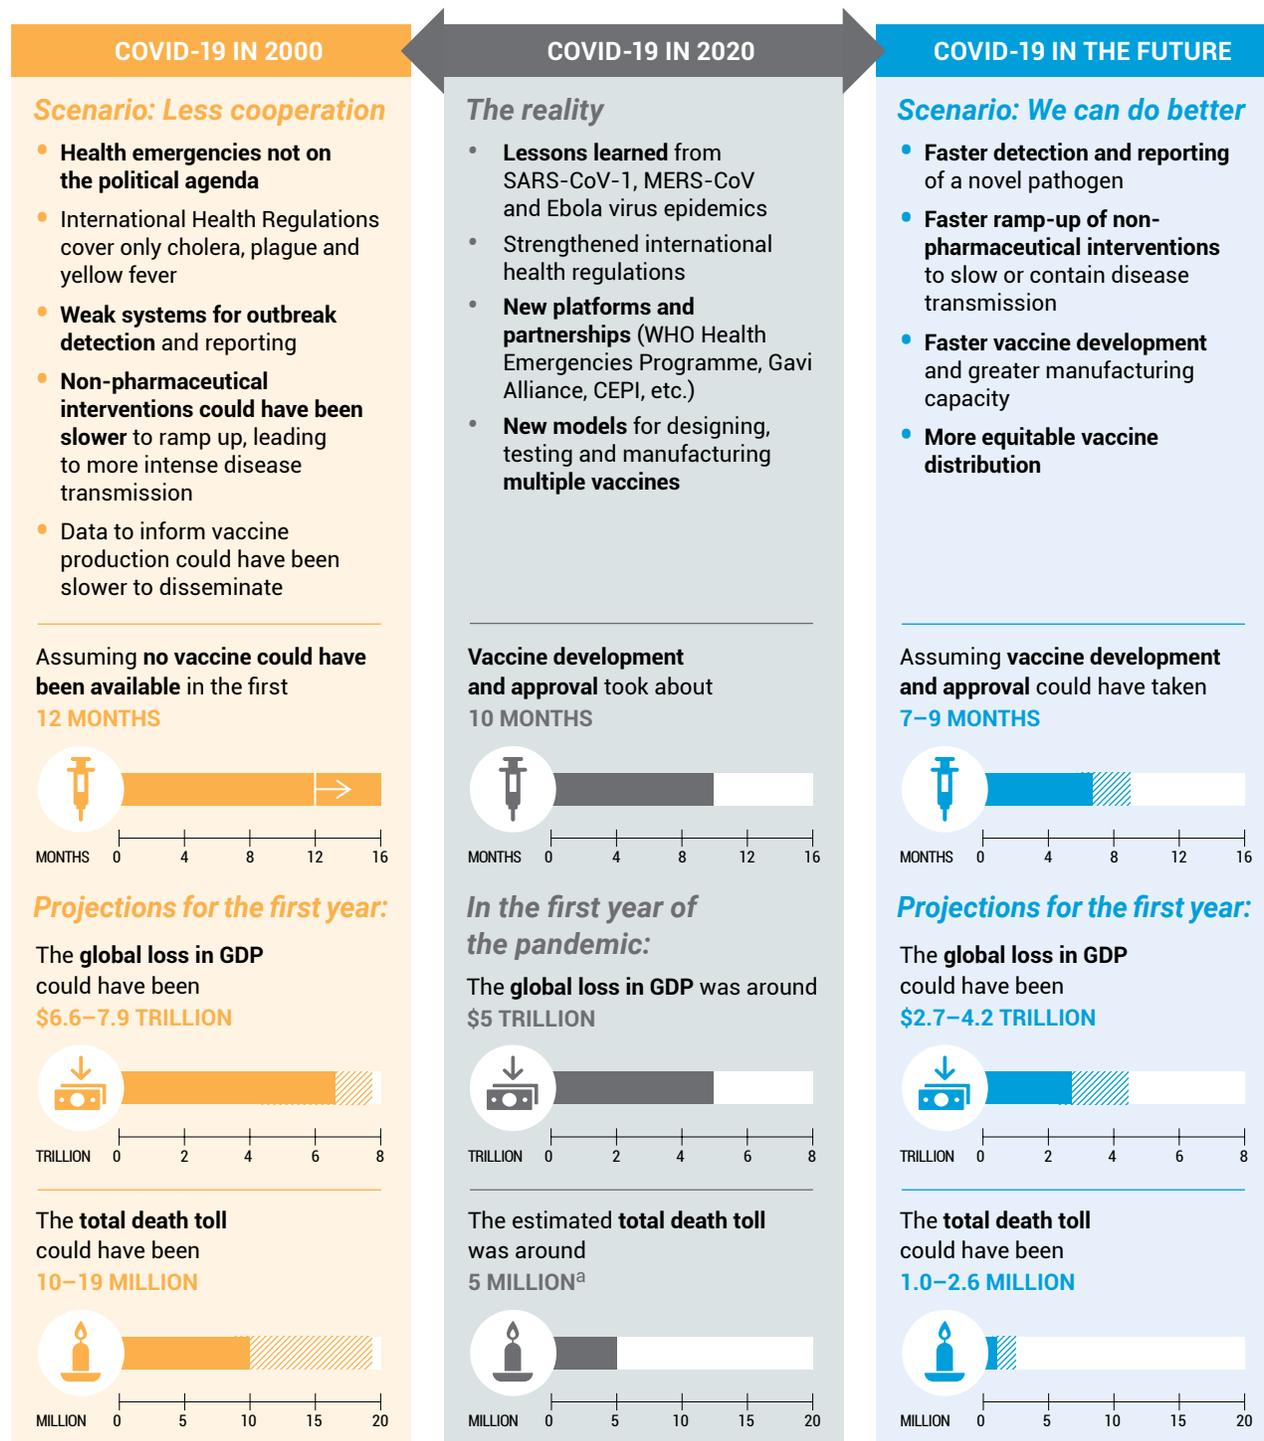 COVID-19 IN 2000
Scenario: Less cooperation
• Health emergencies not on
the political agenda
• International Health Regulations
cover only cholera, plague and
yellow fever
• Weak systems for outbreak
detection and reporting
• Non-pharmaceutical
interventions could have been
slower to ramp up, leading
to more intense disease
transmission
• Data to inform vaccine
production could have been
slower to disseminate
Assuming no vaccine could have
been available in the first
12 MONTHS
MONTHS 0 4 8 12 16
Projections for the first year:
The global loss in GDP
could have been
$6.6–7.9 TRILLION
TRILLION 0 2 4 6 8
The total death toll
could have been
10–19 MILLION
MILLION 0 5 10 15 20
COVID-19 IN 2020
The reality
• Lessons learned from
SARS-CoV-1, MERS-CoV
and Ebola virus epidemics
• Strengthened international
health regulations
• New platforms and
partnerships (WHO Health
Emergencies Programme, Gavi
Alliance, CEPI, etc.)
• New models for designing,
testing and manufacturing
multiple vaccines
Vaccine development
and approval took about
10 MONTHS
MONTHS 0 4 8 12 16
In the first year of
the pandemic:
The global loss in GDP was around
$5 TRILLION
TRILLION 0 2 4 6 8
The estimated total death toll
was around
5 MILLIONᵃ
MILLION 0 5 10 15 20
COVID-19 IN THE FUTURE
Scenario: We can do better
• Faster detection and reporting
of a novel pathogen
• Faster ramp-up of non-
pharmaceutical interventions
to slow or contain disease
transmission
• Faster vaccine development
and greater manufacturing
capacity
• More equitable vaccine
distribution
Assuming vaccine development
and approval could have taken
7–9 MONTHS
MONTHS 0 4 8 12 16
Projections for the first year:
The global loss in GDP
could have been
$2.7–4.2 TRILLION
TRILLION 0 2 4 6 8
The total death toll
could have been
1.0–2.6 MILLION
MILLION 0 5 10 15 20